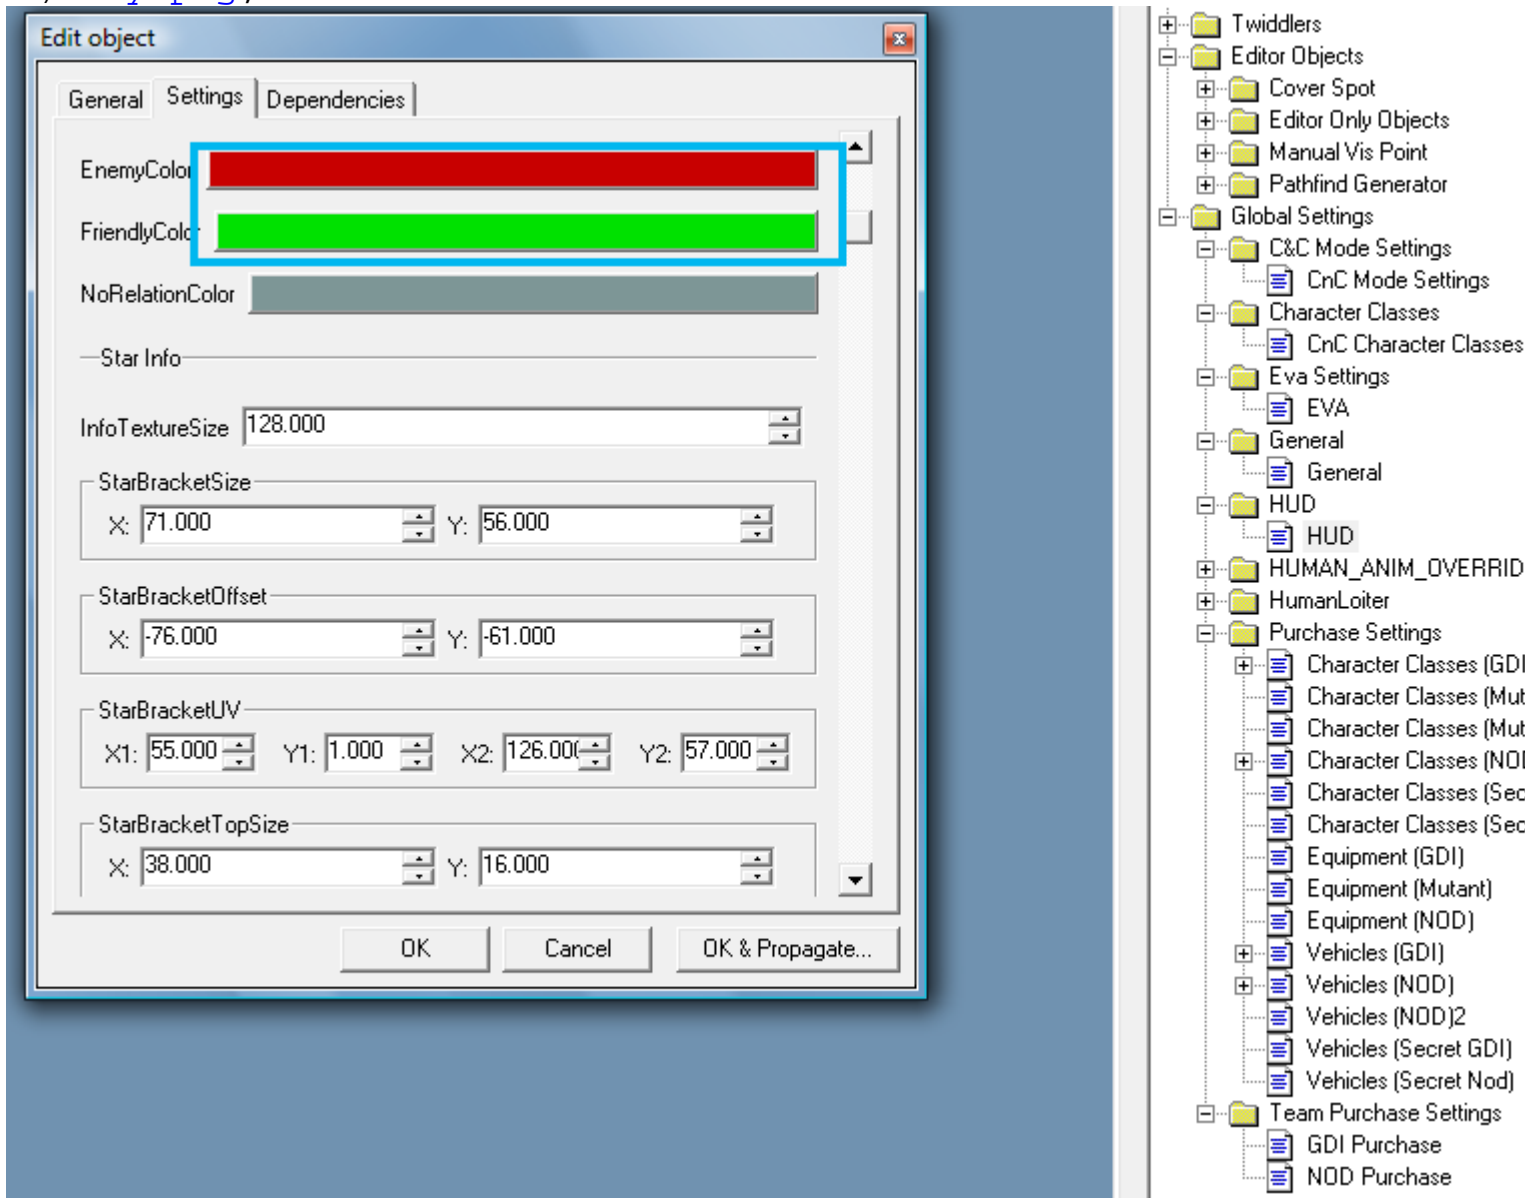 Edit object
General Settings Dependencies
EnemyColor
FriendlyColor
NoRelationColor
Star Info
InfoTextureSize 128.000
StarBracketSize
X: 71.000 Y: 56.000
StarBracketOffset
X: -76.000 Y: -61.000
StarBracketUV
X1: 55.000 Y1: 1.000 X2: 126.00 Y2: 57.000
StarBracketTopSize
X: 38.000 Y: 16.000
OK Cancel OK & Propagate...
Twiddlers
Editor Objects
Cover Spot
Editor Only Objects
Manual Vis Point
Pathfind Generator
Global Settings
C&C Mode Settings
CnC Mode Settings
Character Classes
CnC Character Classes
Eva Settings
EVA
General
General
HUD
HUD
HUMAN_ANIM_OVERRID
HumanLoiter
Purchase Settings
Character Classes (GDI
Character Classes (Mut
Character Classes (Mut
Character Classes (NOD
Character Classes (Sec
Character Classes (Sec
Equipment (GDI)
Equipment (Mutant)
Equipment (NOD)
Vehicles (GDI)
Vehicles (NOD)
Vehicles (NOD)2
Vehicles (Secret GDI)
Vehicles (Secret Nod)
Team Purchase Settings
GDI Purchase
NOD Purchase